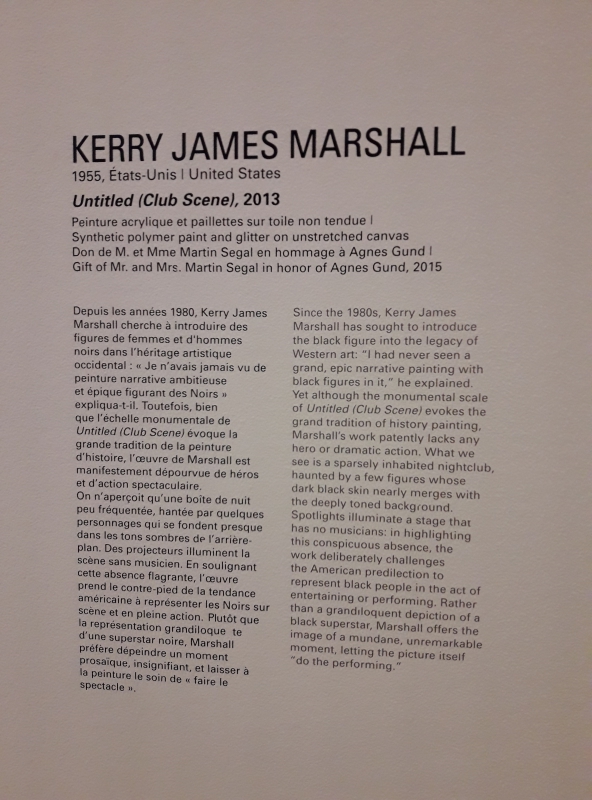 KERRY JAMES MARSHALL
1955, États-Unis | United States
Untitled (Club Scene), 2013
Peinture acrylique et paillettes sur toile non tendue |
Synthetic polymer paint and glitter on unstretched canvas
Don de M. et Mme Martin Segal en hommage à Agnes Gund |
Gift of Mr. and Mrs. Martin Segal in honor of Agnes Gund, 2015
Depuis les années 1980, Kerry James
Marshall cherche à introduire des
figures de femmes et d'hommes
noirs dans l'héritage artistique
occidental : « Je n'avais jamais vu de
peinture narrative ambitieuse
et épique figurant des Noirs »
expliqua-t-il. Toutefois, bien
que l'échelle monumentale de
Untitled (Club Scene) évoque la
grande tradition de la peinture
d'histoire, l'œuvre de Marshall est
manifestement dépourvue de héros
et d'action spectaculaire.
On n'aperçoit qu'une boîte de nuit
peu fréquentée, hantée par quelques
personnages qui se fondent presque
dans les tons sombres de l'arrière-
plan. Des projecteurs illuminent la
scène sans musicien. En soulignant
cette absence flagrante, l'œuvre
prend le contre-pied de la tendance
américaine à représenter les Noirs sur
scène et en pleine action. Plutôt que
la représentation grandiloque te
d'une superstar noire, Marshall
préfère dépeindre un moment
prosaïque, insignifiant, et laisser à
la peinture le soin de « faire le
spectacle ».
Since the 1980s, Kerry James
Marshall has sought to introduce
the black figure into the legacy of
Western art: "I had never seen a
grand, epic narrative painting with
black figures in it," he explained.
Yet although the monumental scale
of Untitled (Club Scene) evokes the
grand tradition of history painting,
Marshall's work patently lacks any
hero or dramatic action. What we
see is a sparsely inhabited nightclub,
haunted by a few figures whose
dark black skin nearly merges with
the deeply toned background.
Spotlights illuminate a stage that
has no musicians: in highlighting
this conspicuous absence, the
work deliberately challenges
the American predilection to
represent black people in the act of
entertaining or performing. Rather
than a grandiloquent depiction of a
black superstar, Marshall offers the
image of a mundane, unremarkable
moment, letting the picture itself
"do the performing."